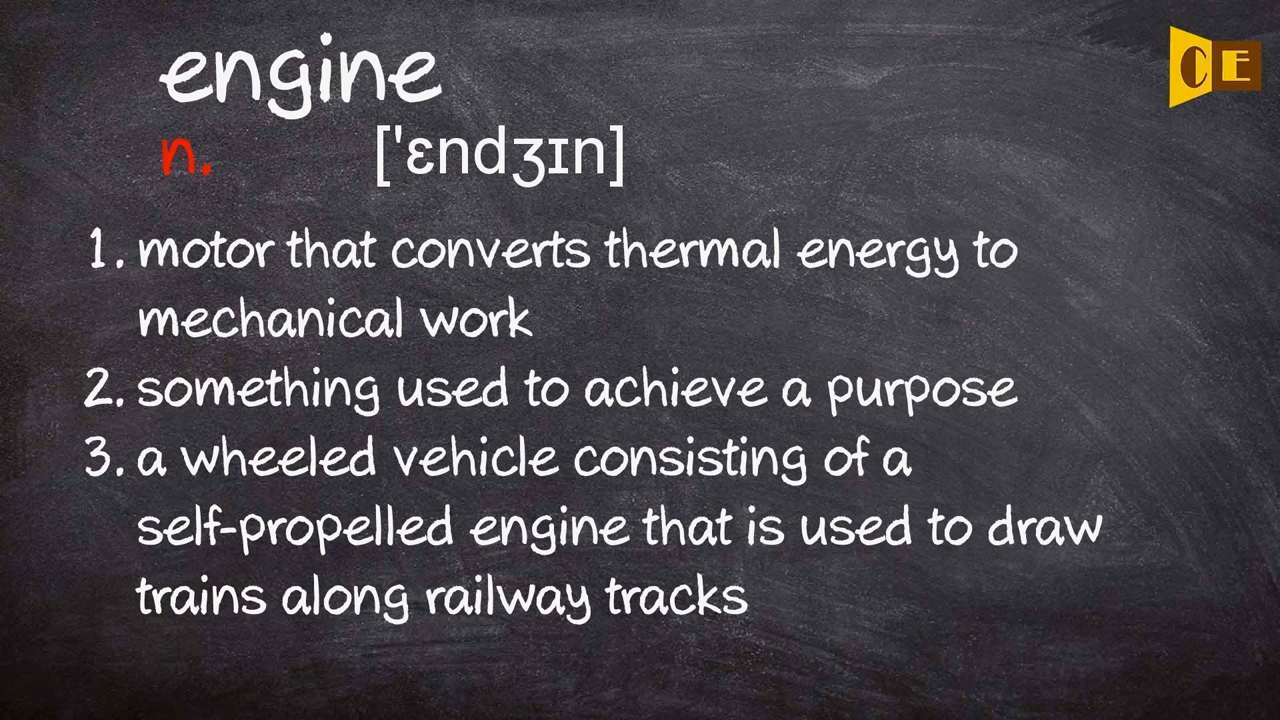 engine
CE
n. ['ɛndʒɪn]
1. motor that converts thermal energy to
mechanical work
2. something used to achieve a purpose
3. a wheeled vehicle consisting of a
self-propelled engine that is used to draw
trains along railway tracks